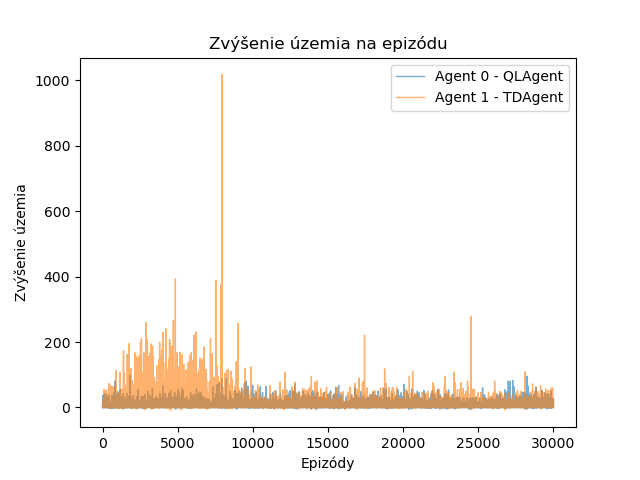 Zvýšenie územia na epizódu
Agent 0 - QLAgent
Agent 1 - TDAgent
Zvýšenie územia
1000
800
600
400
200
0
0 5000 10000 15000 20000 25000 30000
Epizódy